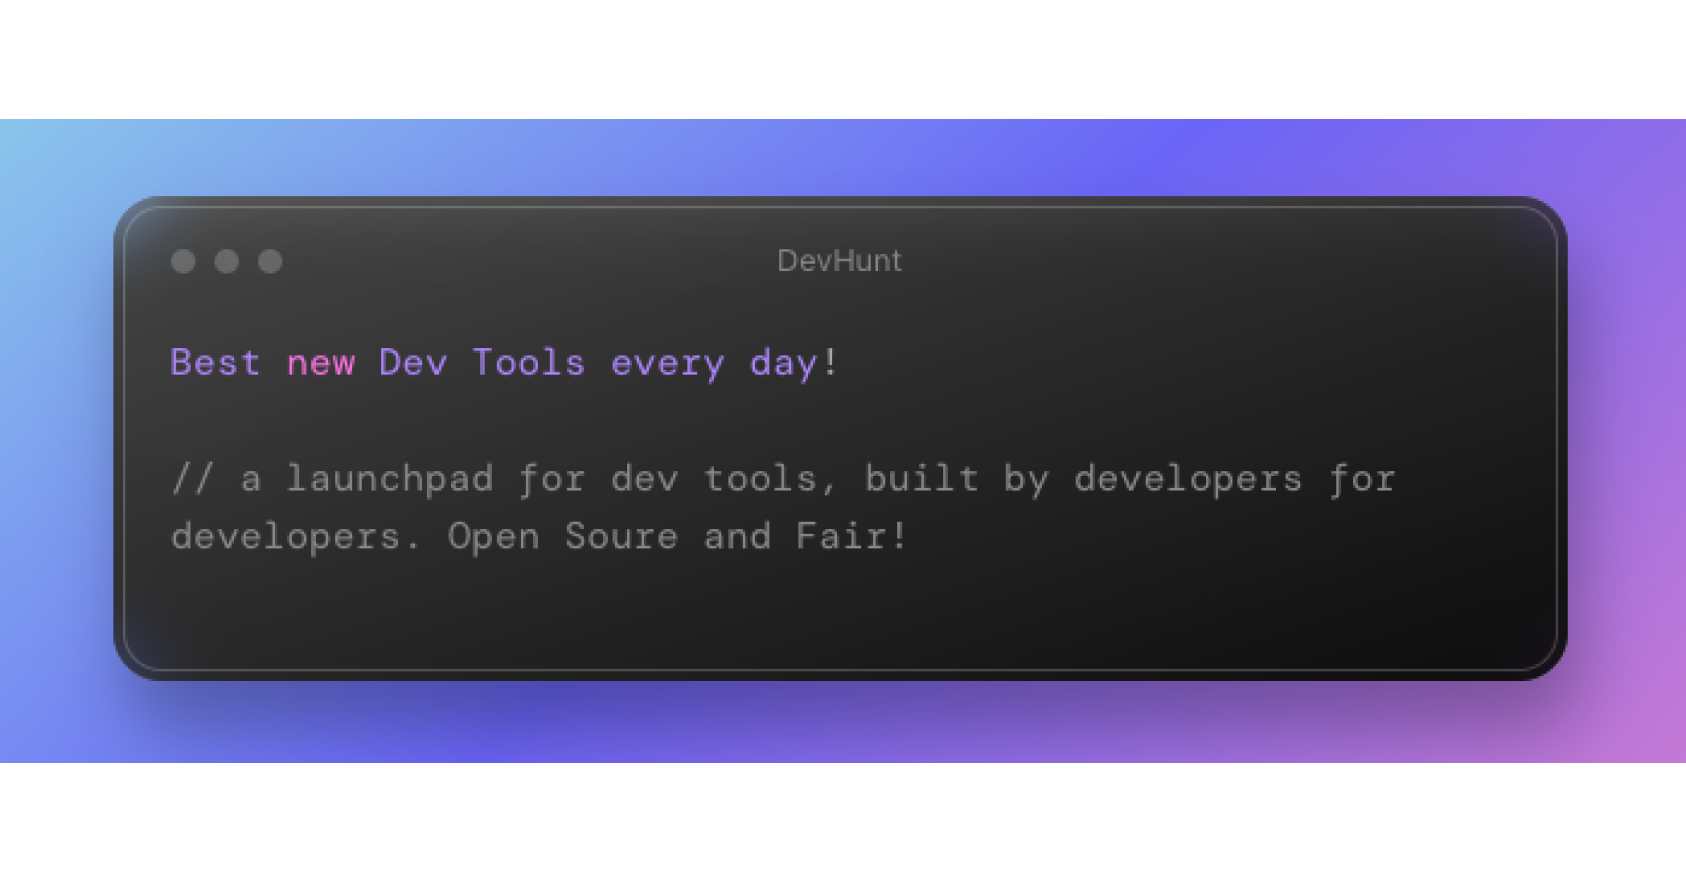 DevHunt
Best new Dev Tools every day!
// a launchpad for dev tools, built by developers for
developers. Open Soure and Fair!